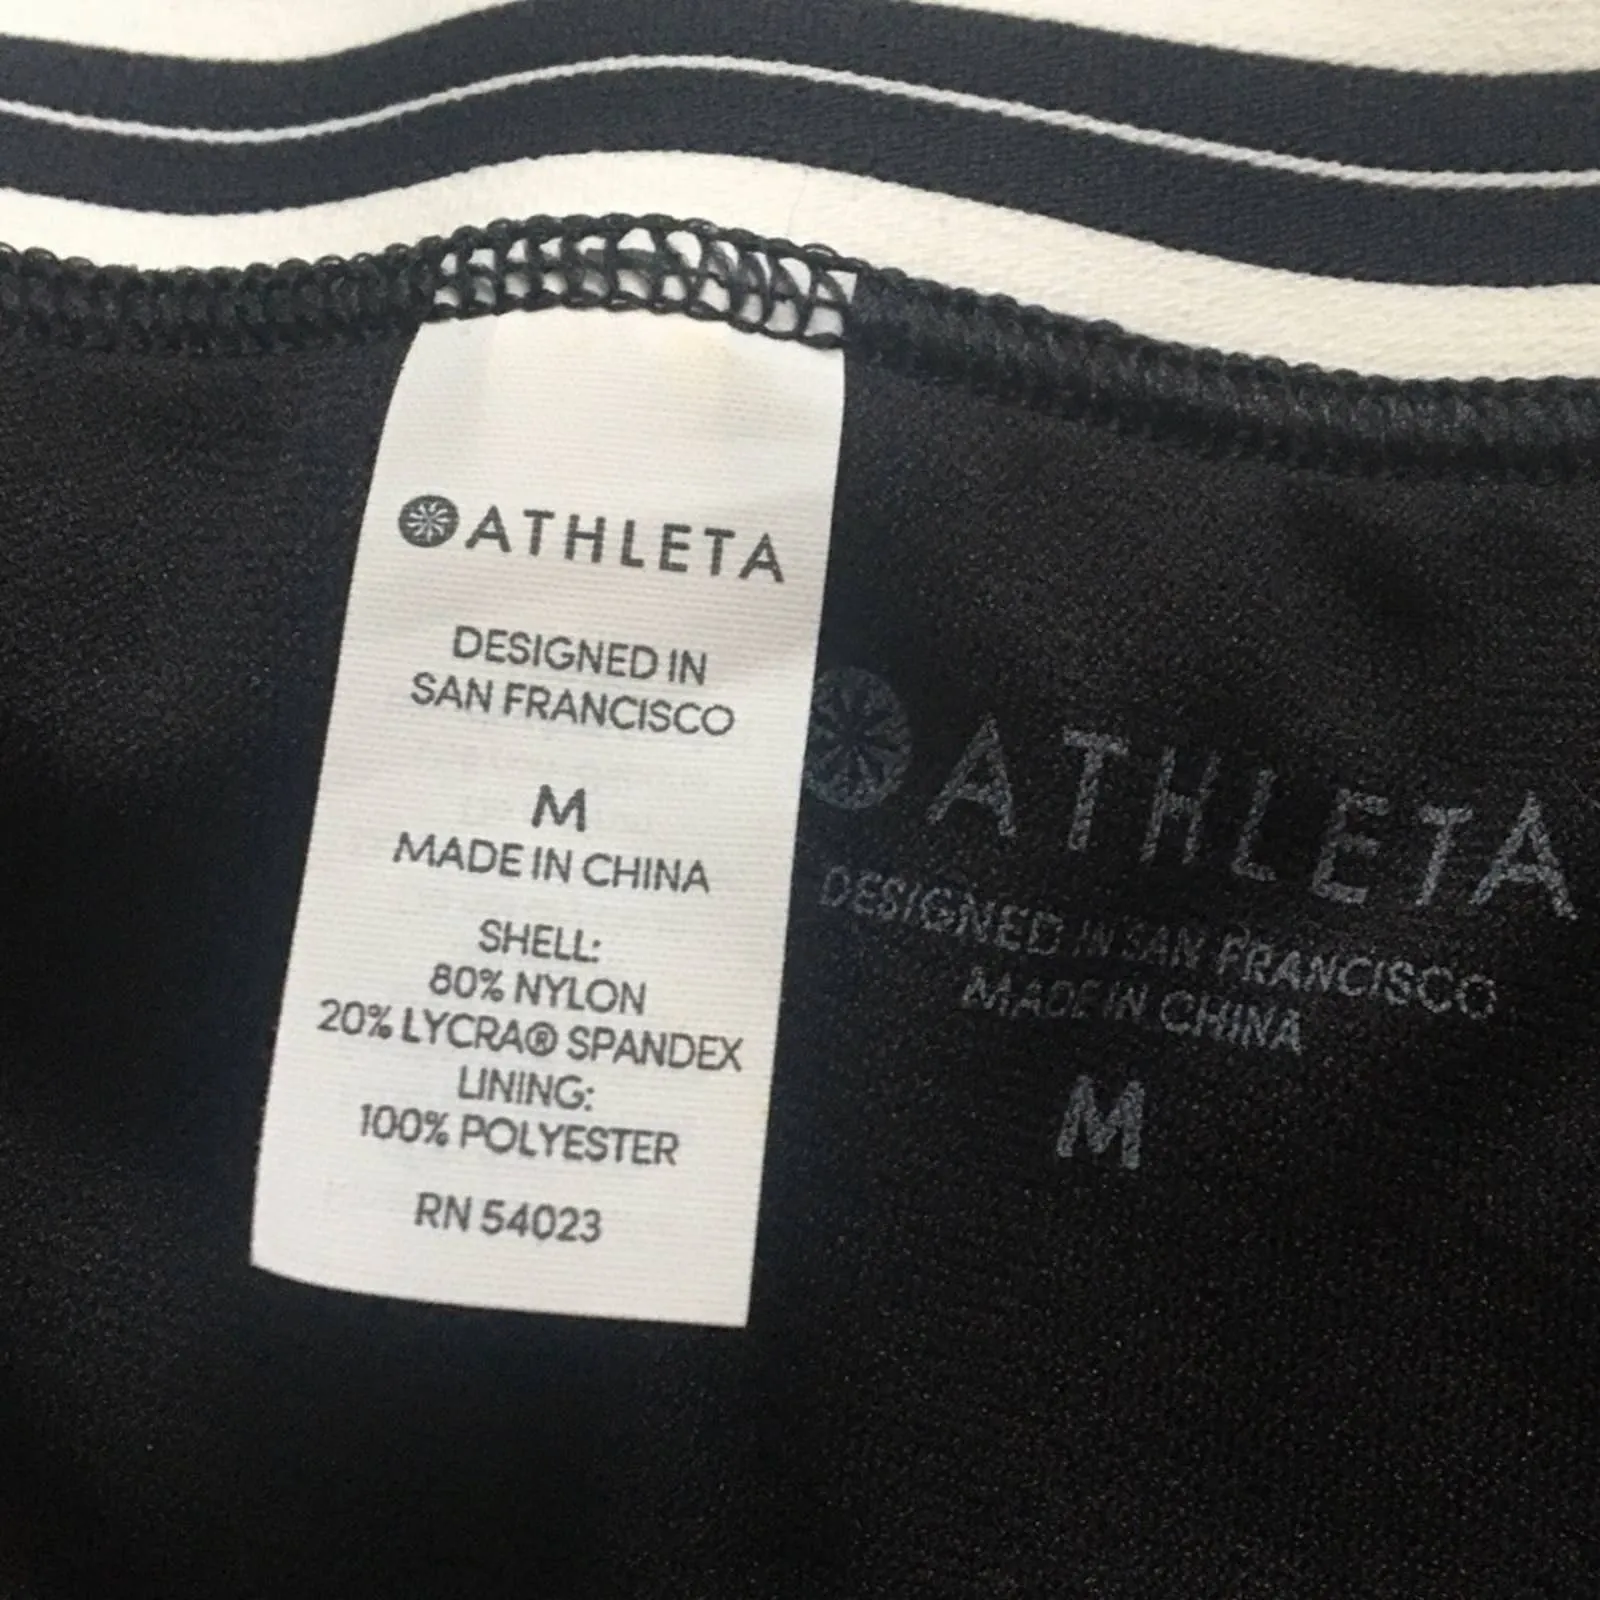 ATHLETA
DESIGNED IN
SAN FRANCISCO
M
MADE IN CHINA
SHELL:
80% NYLON
20% LYCRA® SPANDEX
LINING:
100% POLYESTER
RN 54023
ATHLETA
DESIGNED IN SAN FRANCISCO
MADE IN CHINA
M